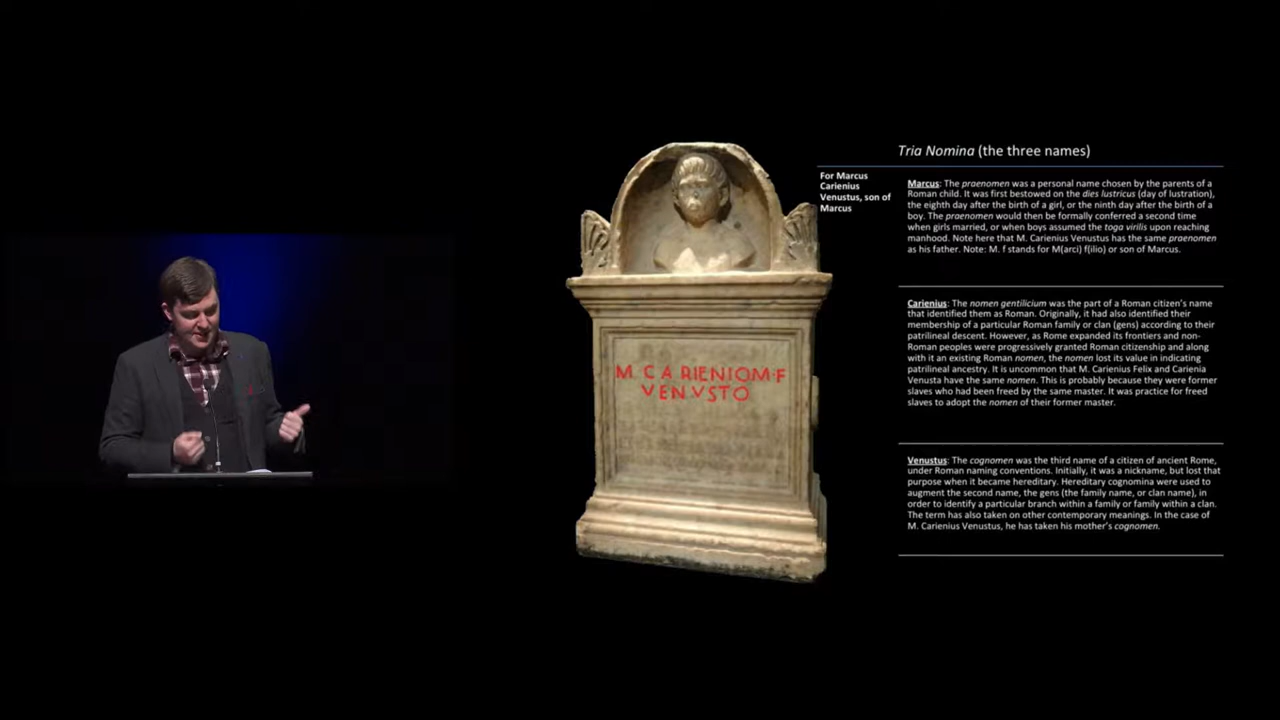 Tria Nomina (the three names)
For Marcus
Carienius
Venustus, son of
Marcus
Marcus: The praenomen was a personal name chosen by the parents of a
Roman child. It was first bestowed on the dies lustricus (day of lustration),
the eighth day after the birth of a girl, or the ninth day after the birth of a
boy. The praenomen would then be formally conferred a second time
when girls married, or when boys assumed the toga virilis upon reaching
manhood. Note here that M. Carienius Venustus has the same praenomen
as his father. Note: M. f stands for M(arci) f(ilio) or son of Marcus.
Carienius: The nomen gentilicium was the part of a Roman citizen's name
that identified them as Roman. Originally, it had also identified their
membership of a particular Roman family or clan (gens) according to their
patrilineal descent. However, as Rome expanded its frontiers and non-
Roman peoples were progressively granted Roman citizenship and along
with it an existing Roman nomen, the nomen lost its value in indicating
patrilineal ancestry. It is uncommon that M. Carienius Felix and Carienia
Venusta have the same nomen. This is probably because they were former
slaves who had been freed by the same master. It was practice for freed
slaves to adopt the nomen of their former master.
Venustus: The cognomen was the third name of a citizen of ancient Rome,
under Roman naming conventions. Initially, it was a nickname, but lost that
purpose when it became hereditary. Hereditary cognomina were used to
augment the second name, the gens (the family name, or clan name), in
order to identify a particular branch within a family or family within a clan.
The term has also taken on other contemporary meanings. In the case of
M. Carienius Venustus, he has taken his mother's cognomen.
M CARIENIOM·F
VENVSTO